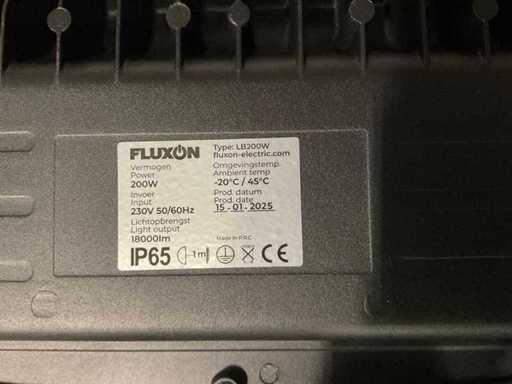 FLUXON
Type: LB200W
fluxon-electric.com
Vermogen
Power
200W
Invoer
Input
230V 50/60Hz
Lichtopbrengst
Light output
18000lm
Omgevingstemp.
Ambient temp
-20°C / 45°C
Prod. datum
Prod. date
15 - 01 - 2025
Made in P.R.C.
IP65
1m
CE